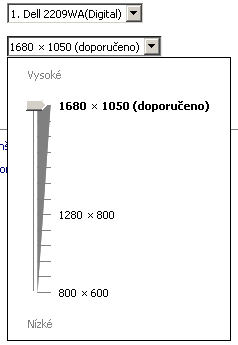 1. Dell 2209WA(Digital)
1680 × 1050 (doporučeno)
Vysoké
1680 × 1050 (doporučeno)
1280 × 800
800 × 600
Nízké